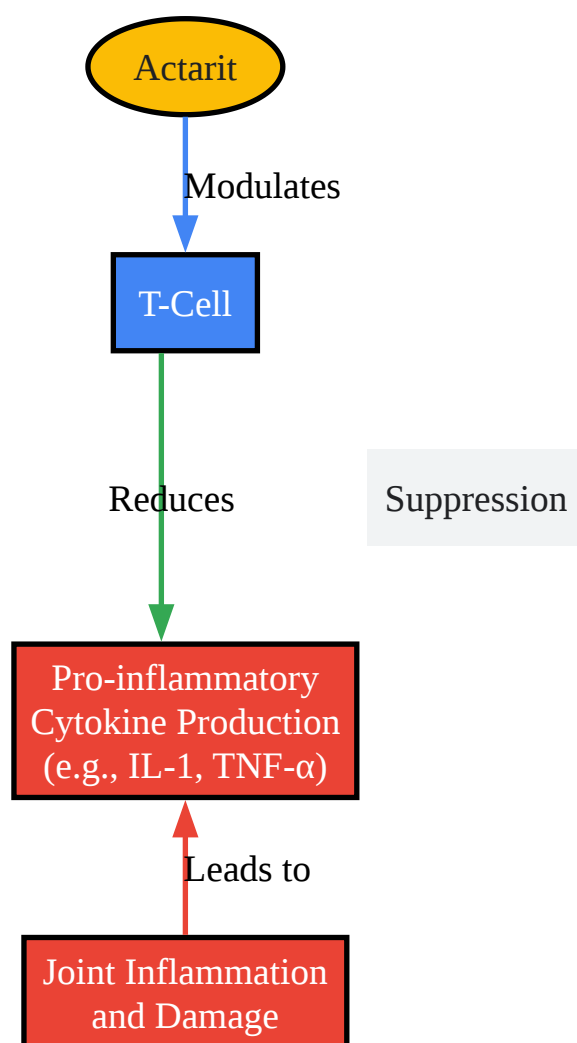 Actarit
Modulates
T-Cell
Reduces
Suppression
Pro-inflammatory
Cytokine Production
(e.g., IL-1, TNF-α)
Leads to
Joint Inflammation
and Damage